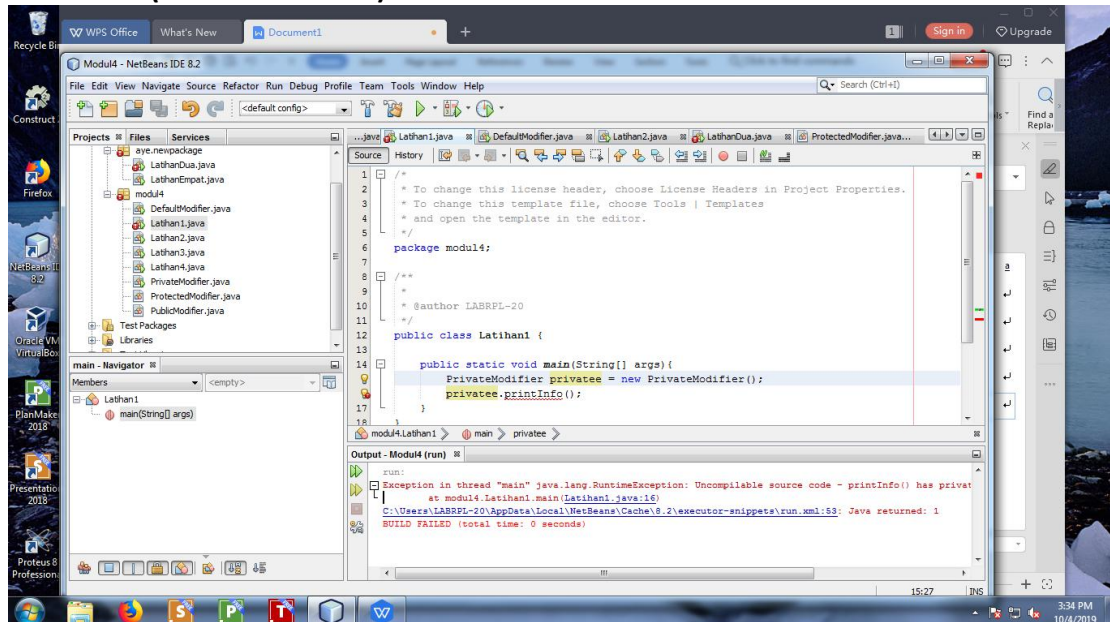 Recycle Bin
WPS Office What's New Document1 + 1 Sign in Upgrade
Modul4 - NetBeans IDE 8.2
File Edit View Navigate Source Refactor Run Debug Profile Team Tools Window Help Search (Ctrl+I)
<default config>
Construct
Find a
Replac
Projects Files Services
...java Latihan1.java DefaultModifier.java Latihan2.java LatihanDua.java ProtectedModifier.java...
Source History
aye.newpackage
LatihanDua.java
LatihanEmpat.java
modul4
DefaultModifier.java
Latihan1.java
Latihan2.java
Latihan3.java
Latihan4.java
PrivateModifier.java
ProtectedModifier.java
PublicModifier.java
Test Packages
Libraries
1 /*
2 * To change this license header, choose License Headers in Project Properties.
3 * To change this template file, choose Tools | Templates
4 * and open the template in the editor.
5 */
6 package modul4;
7
8 /**
9 *
10 * @author LABRPL-20
11 */
12 public class Latihan1 {
13
14 public static void main(String[] args){
PrivateModifier privatee = new PrivateModifier();
privatee.printInfo();
17 }
18 }
modul4.Latihan1 main privatee
main - Navigator
Members <empty>
Latihan1
main(String[] args)
Output - Modul4 (run)
run:
Exception in thread "main" java.lang.RuntimeException: Uncompilable source code - printInfo() has privat
at modul4.Latihan1.main(Latihan1.java:16)
C:\Users\LABRPL-20\AppData\Local\NetBeans\Cache\8.2\executor-snippets\run.xml:53: Java returned: 1
BUILD FAILED (total time: 0 seconds)
15:27 INS
Firefox
NetBeans IDE
8.2
Oracle VM
VirtualBox
PlanMaker
2018
Presentation
2018
Proteus 8
Profession
3:34 PM
10/4/2019